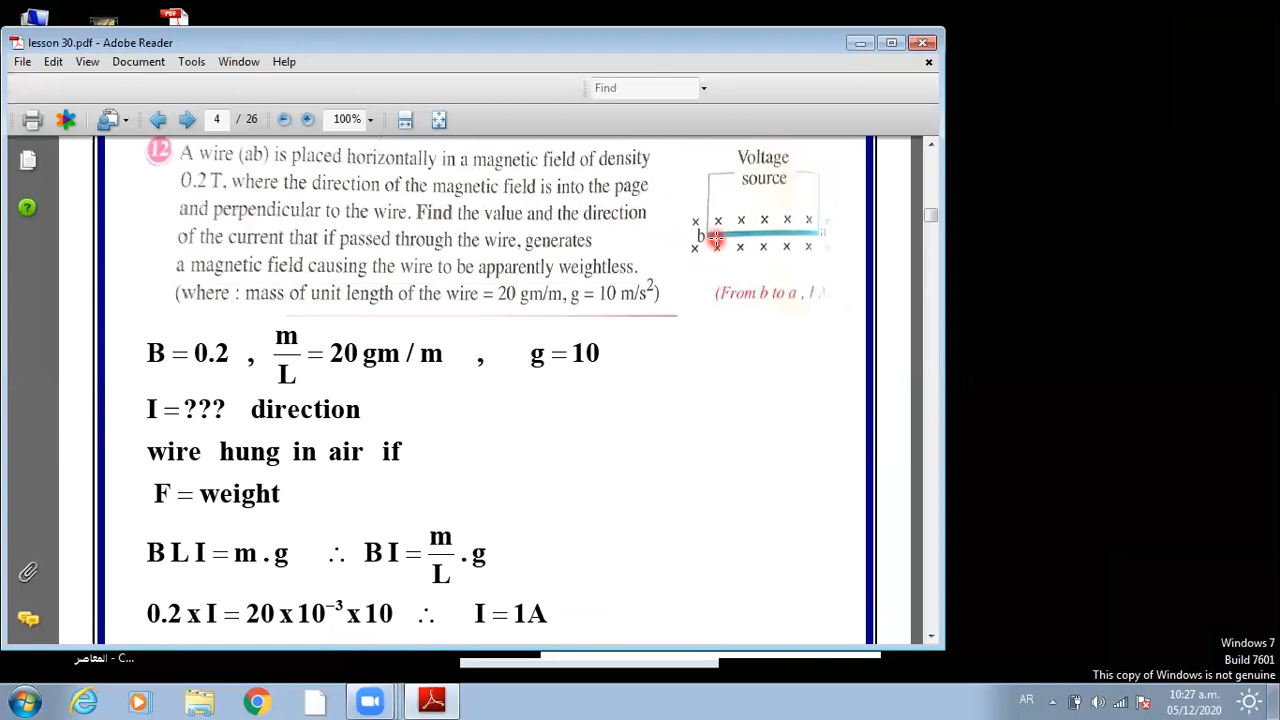 lesson 30.pdf - Adobe Reader
File Edit View Document Tools Window Help
Find
4 / 26 100%
12 A wire (ab) is placed horizontally in a magnetic field of density
0.2 T, where the direction of the magnetic field is into the page
and perpendicular to the wire. Find the value and the direction
of the current that if passed through the wire, generates
a magnetic field causing the wire to be apparently weightless.
(where : mass of unit length of the wire = 20 gm/m, g = 10 m/s²)
Voltage
source
x x x x x x x
b a
x x x x x x x
(From b to a , 1 A
B = 0.2 , m/L = 20 gm / m , g = 10
I = ??? direction
wire hung in air if
F = weight
B L I = m . g ∴ B I = m/L . g
0.2 x I = 20 x 10⁻³ x 10 ∴ I = 1A
المعاصر - C...
Windows 7
Build 7601
This copy of Windows is not genuine
AR
10:27 a.m.
05/12/2020